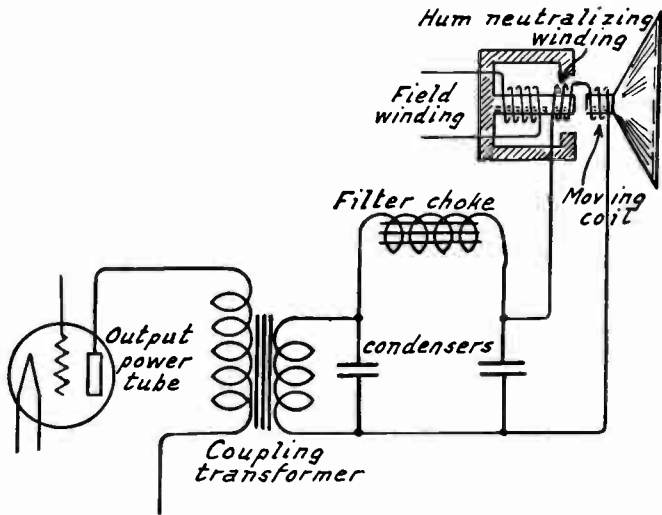 Hum neutralizing
winding
Field
winding
Moving
coil
Filter choke
Output
power
tube
condensers
Coupling
transformer